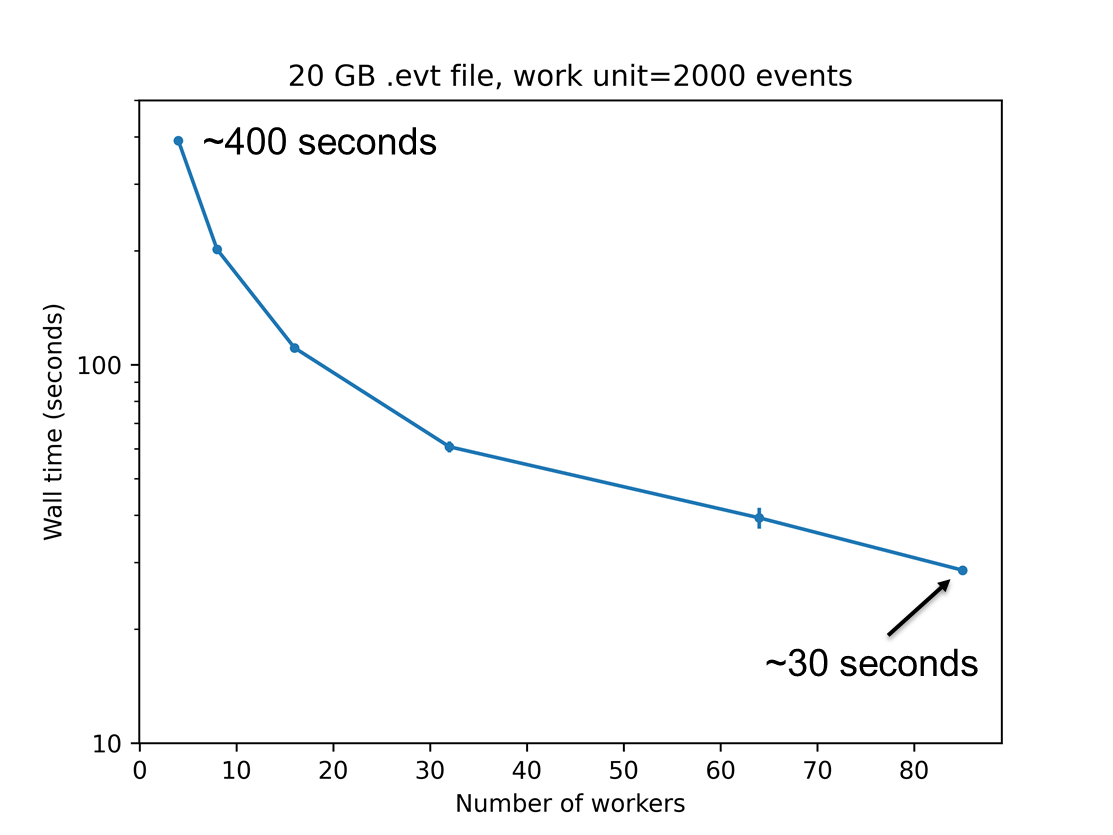 20 GB .evt file, work unit=2000 events
~400 seconds
Wall time (seconds)
100
10
~30 seconds
0 10 20 30 40 50 60 70 80
Number of workers